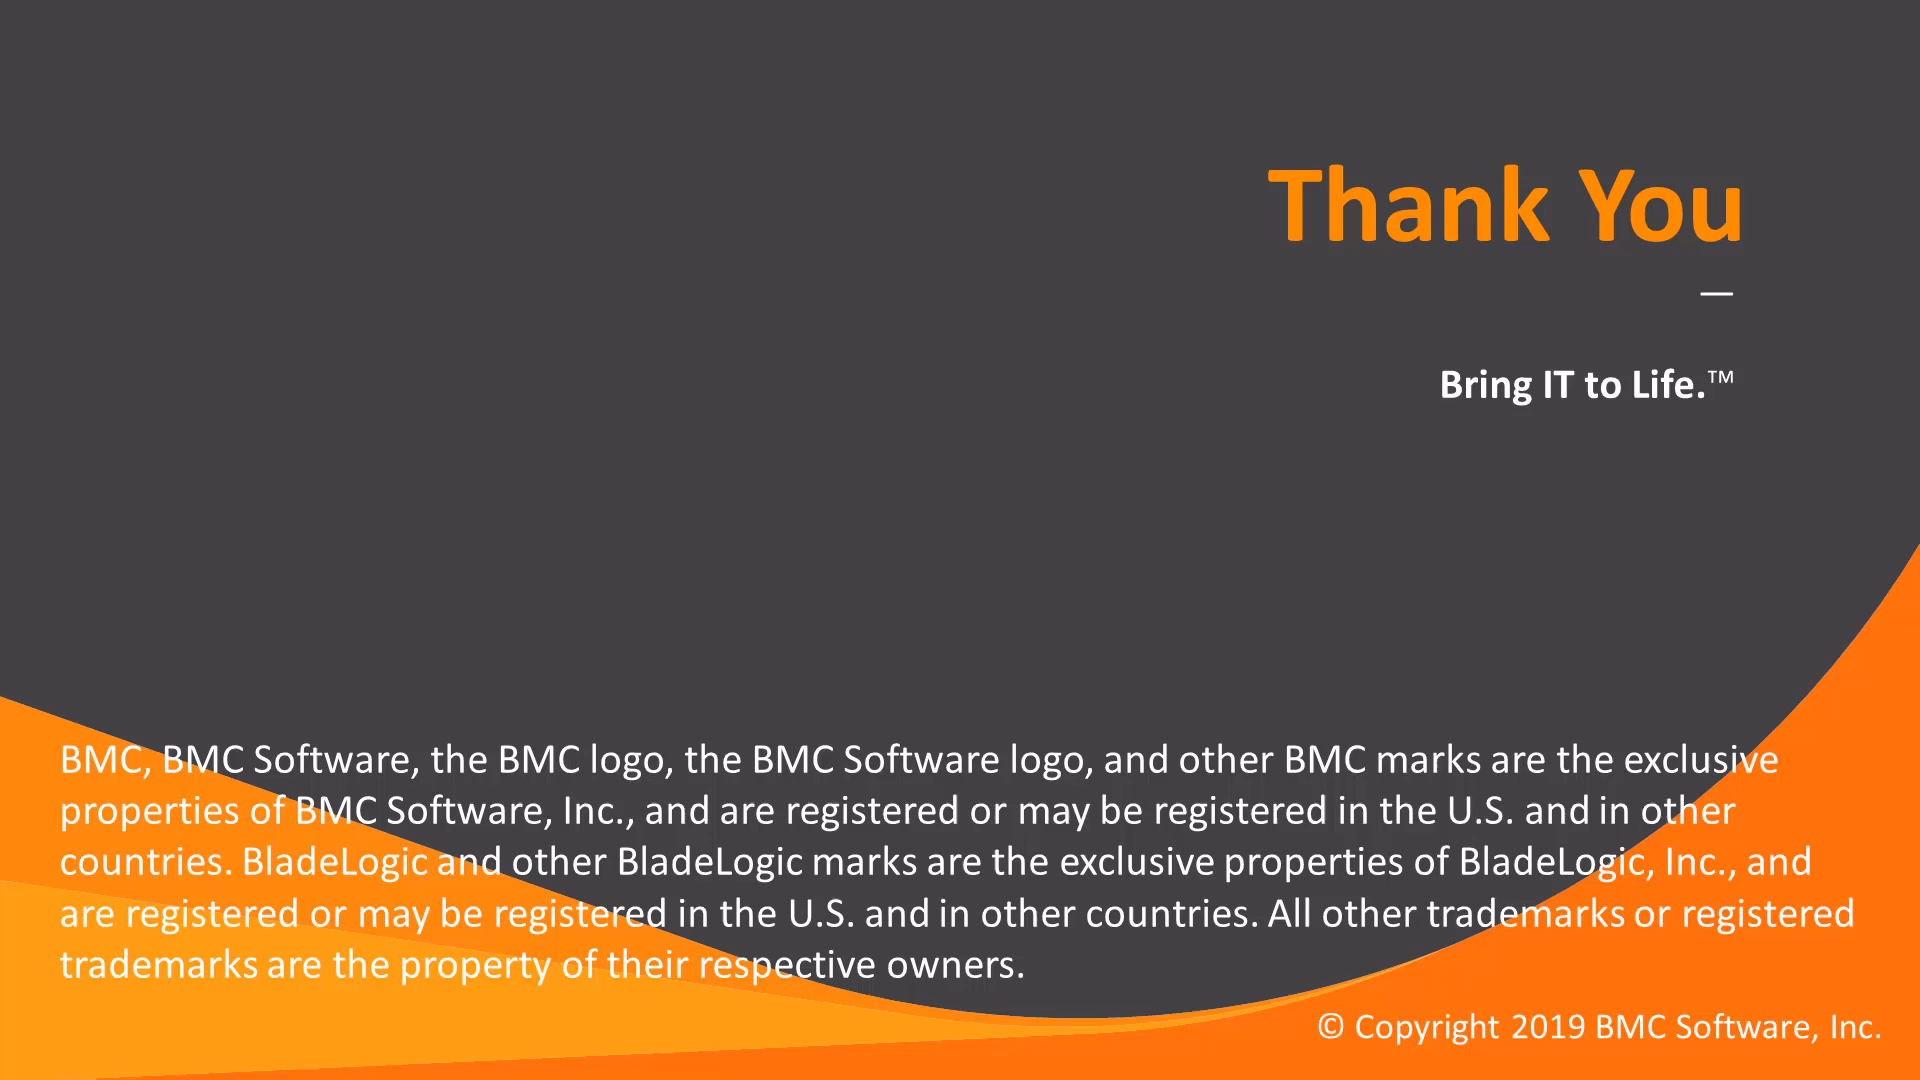 Thank You
—
Bring IT to Life.™
BMC, BMC Software, the BMC logo, the BMC Software logo, and other BMC marks are the exclusive
properties of BMC Software, Inc., and are registered or may be registered in the U.S. and in other
countries. BladeLogic and other BladeLogic marks are the exclusive properties of BladeLogic, Inc., and
are registered or may be registered in the U.S. and in other countries. All other trademarks or registered
trademarks are the property of their respective owners.
© Copyright 2019 BMC Software, Inc.